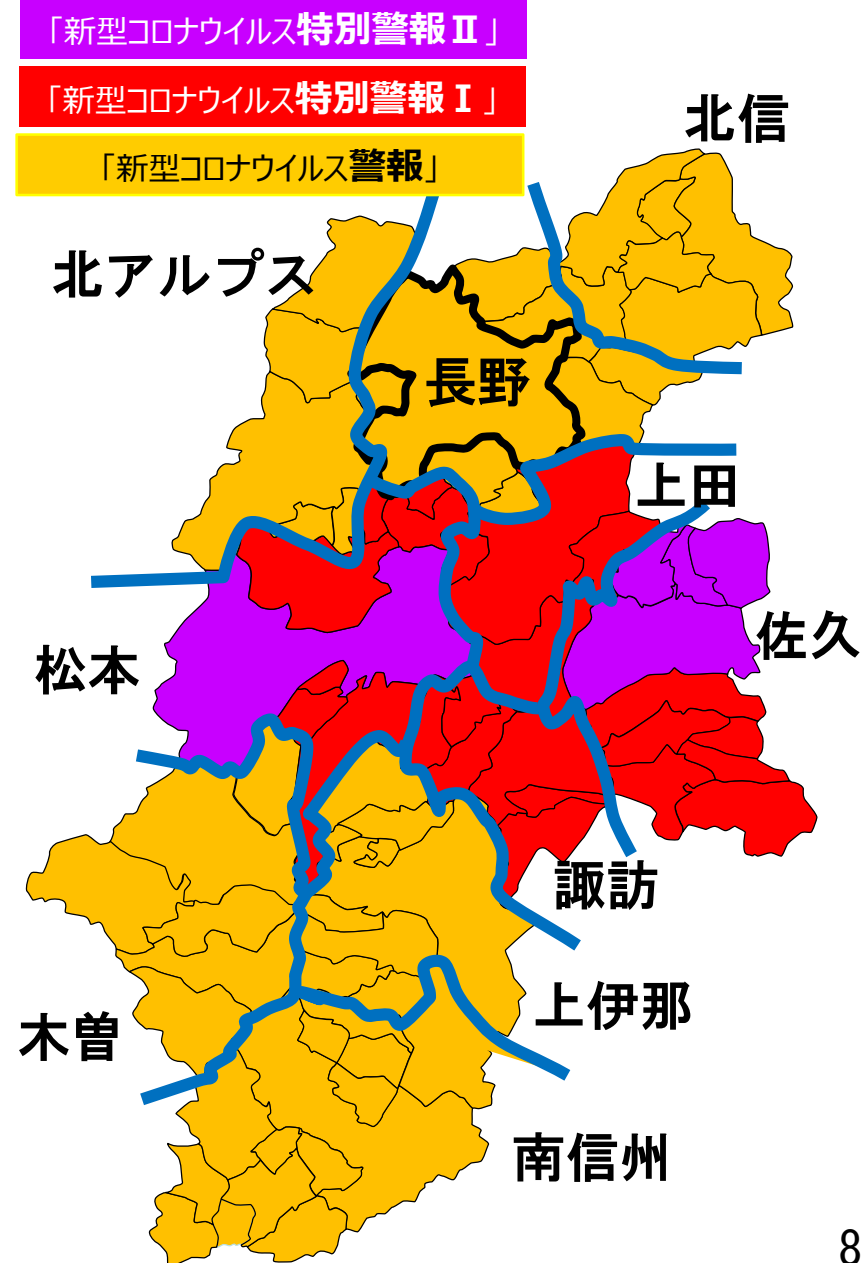 「新型コロナウイルス特別警報Ⅱ」
「新型コロナウイルス特別警報Ⅰ」
「新型コロナウイルス警報」
北信
北アルプス
長野
上田
佐久
松本
諏訪
上伊那
木曽
南信州
8